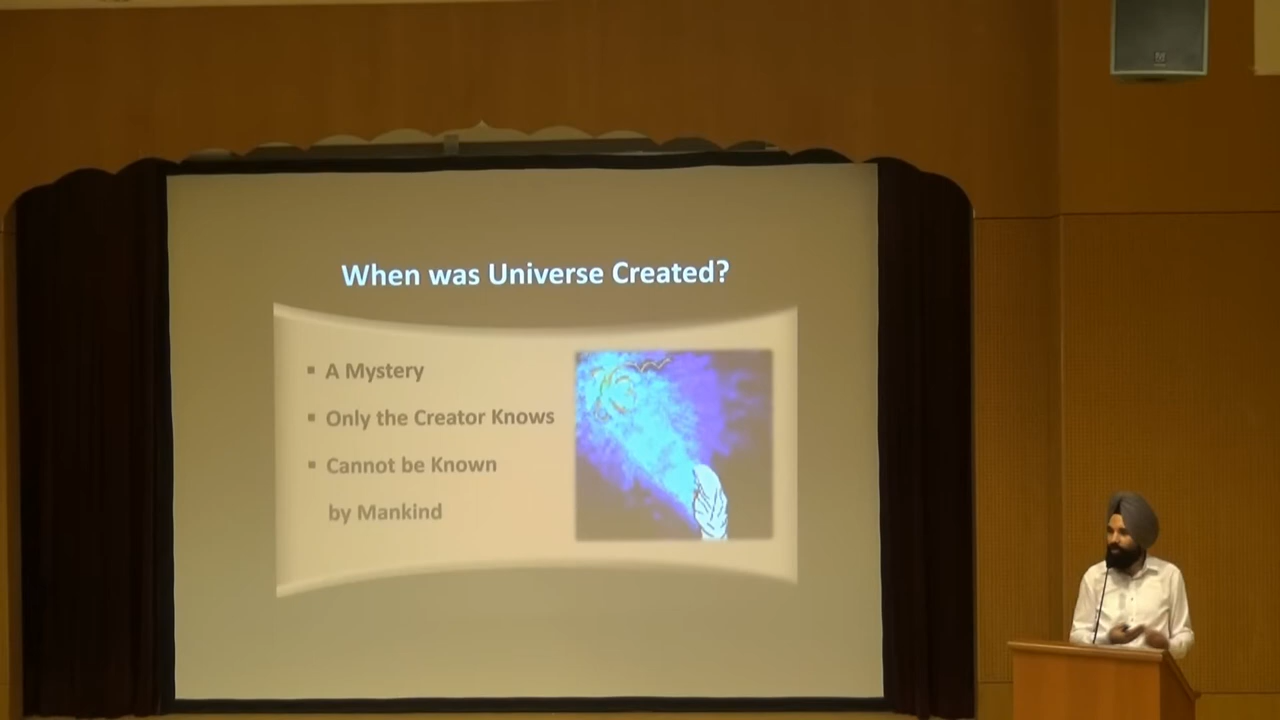 When was Universe Created?
▪ A Mystery
▪ Only the Creator Knows
▪ Cannot be Known
by Mankind